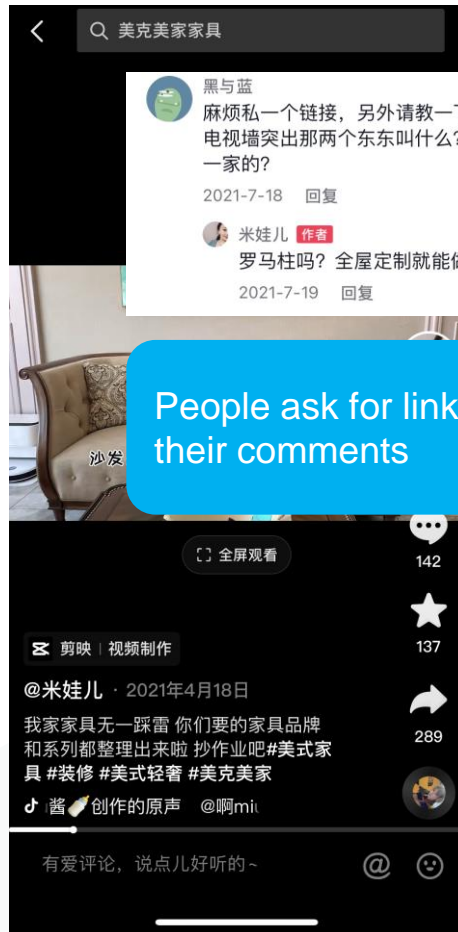 美克美家家具
黑与蓝
麻烦私一个链接，另外请教一
电视墙突出那两个东东叫什么?
一家的?
2021-7-18 回复
米娃儿 作者
罗马柱吗? 全屋定制就能
2021-7-19 回复
People ask for link
their comments
沙发
全屏观看
142
137
剪映 | 视频制作
@米娃儿 · 2021年4月18日
289
我家家具无一踩雷 你们要的家具品牌
和系列都整理出来啦 抄作业吧#美式家
具 #装修 #美式轻奢 #美克美家
酱🍼创作的原声 @啊mi
有爱评论，说点儿好听的~